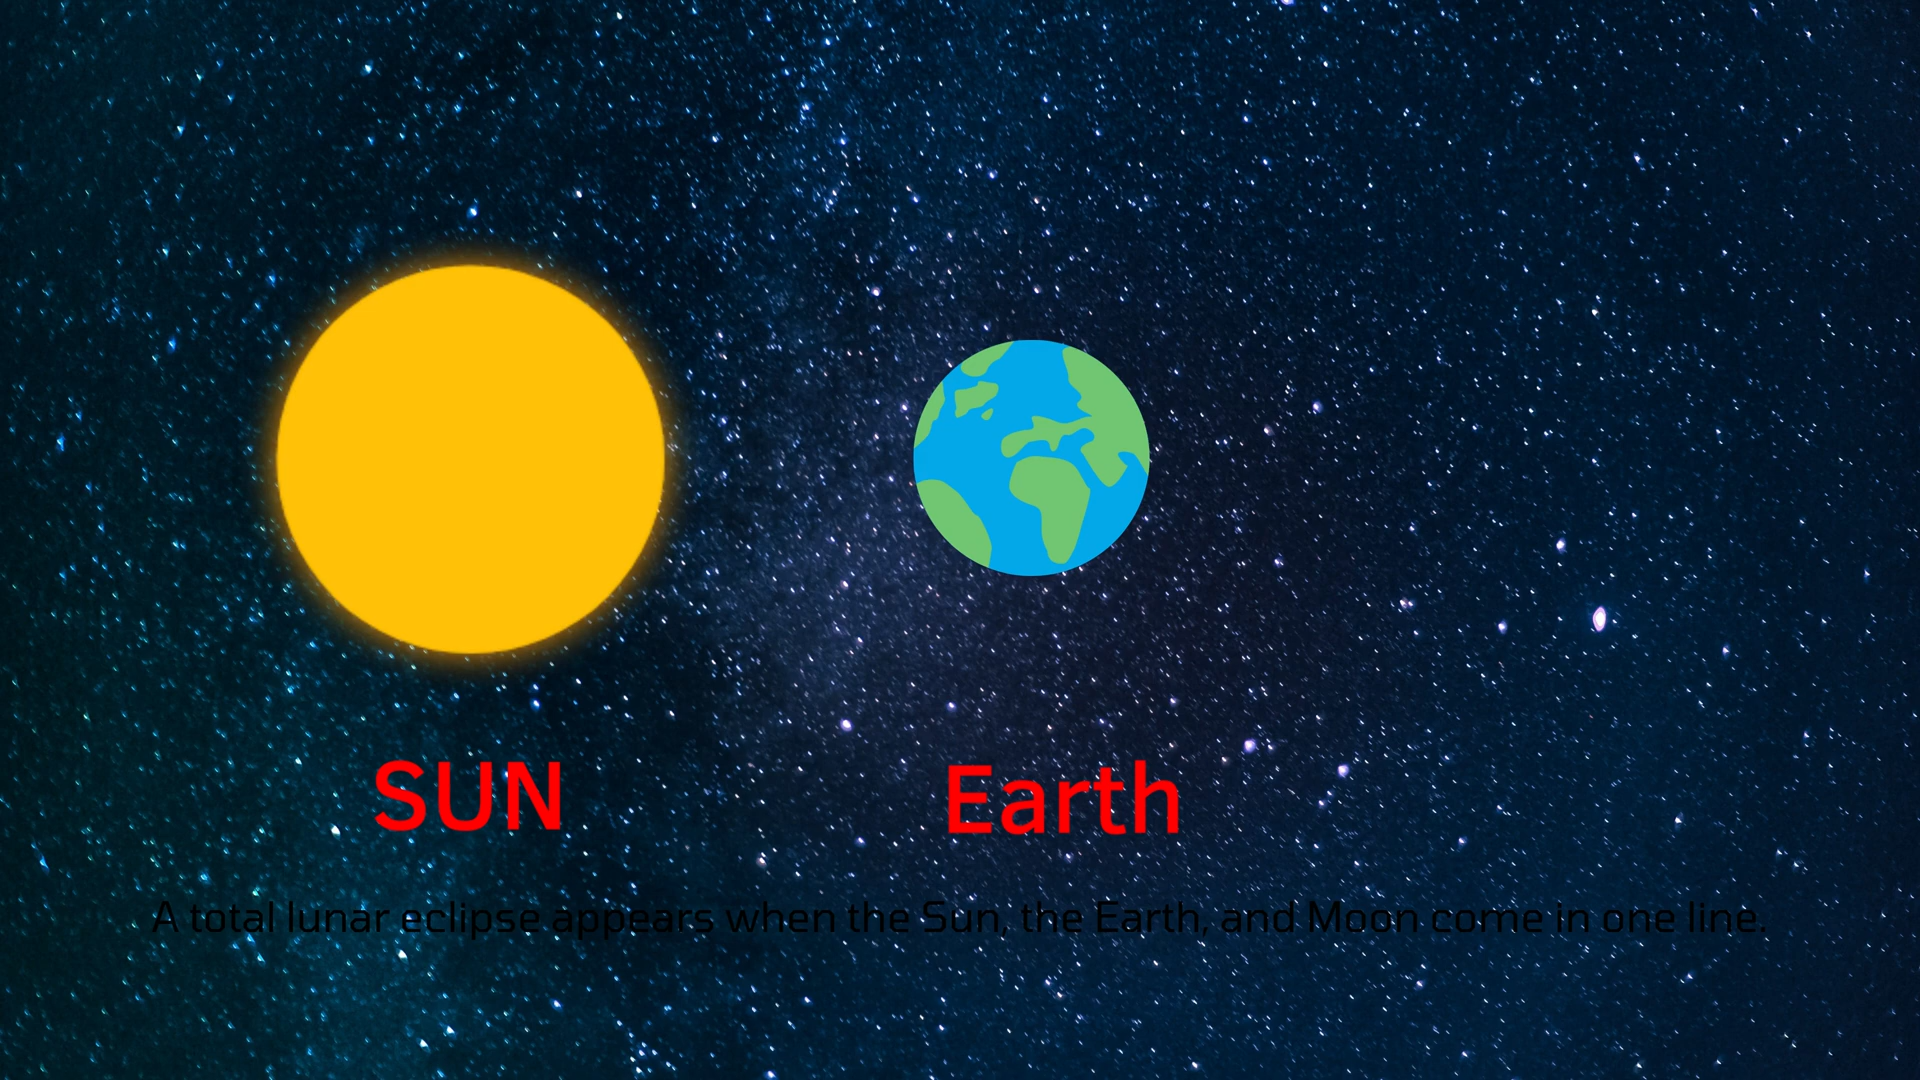 SUN
Earth
A total lunar eclipse appears when the Sun, the Earth, and Moon come in one line.